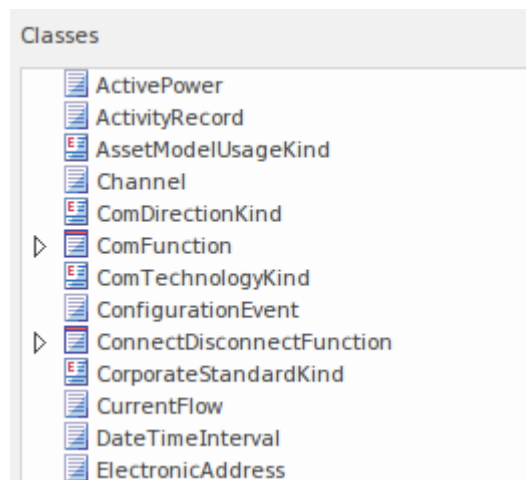 Classes
ActivePower
ActivityRecord
AssetModelUsageKind
Channel
ComDirectionKind
ComFunction
ComTechnologyKind
ConfigurationEvent
ConnectDisconnectFunction
CorporateStandardKind
CurrentFlow
DateTimeInterval
ElectronicAddress